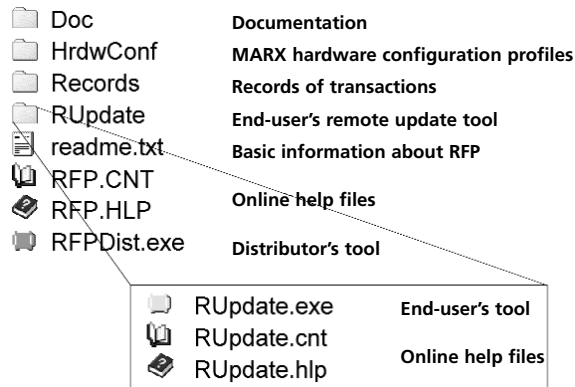 Doc Documentation
HrdwConf MARX hardware configuration profiles
Records Records of transactions
RUpdate End-user's remote update tool
readme.txt Basic information about RFP
RFP.CNT
Online help files
RFP.HLP
RFPDist.exe Distributor's tool
RUpdate.exe End-user's tool
RUpdate.cnt
Online help files
RUpdate.hlp